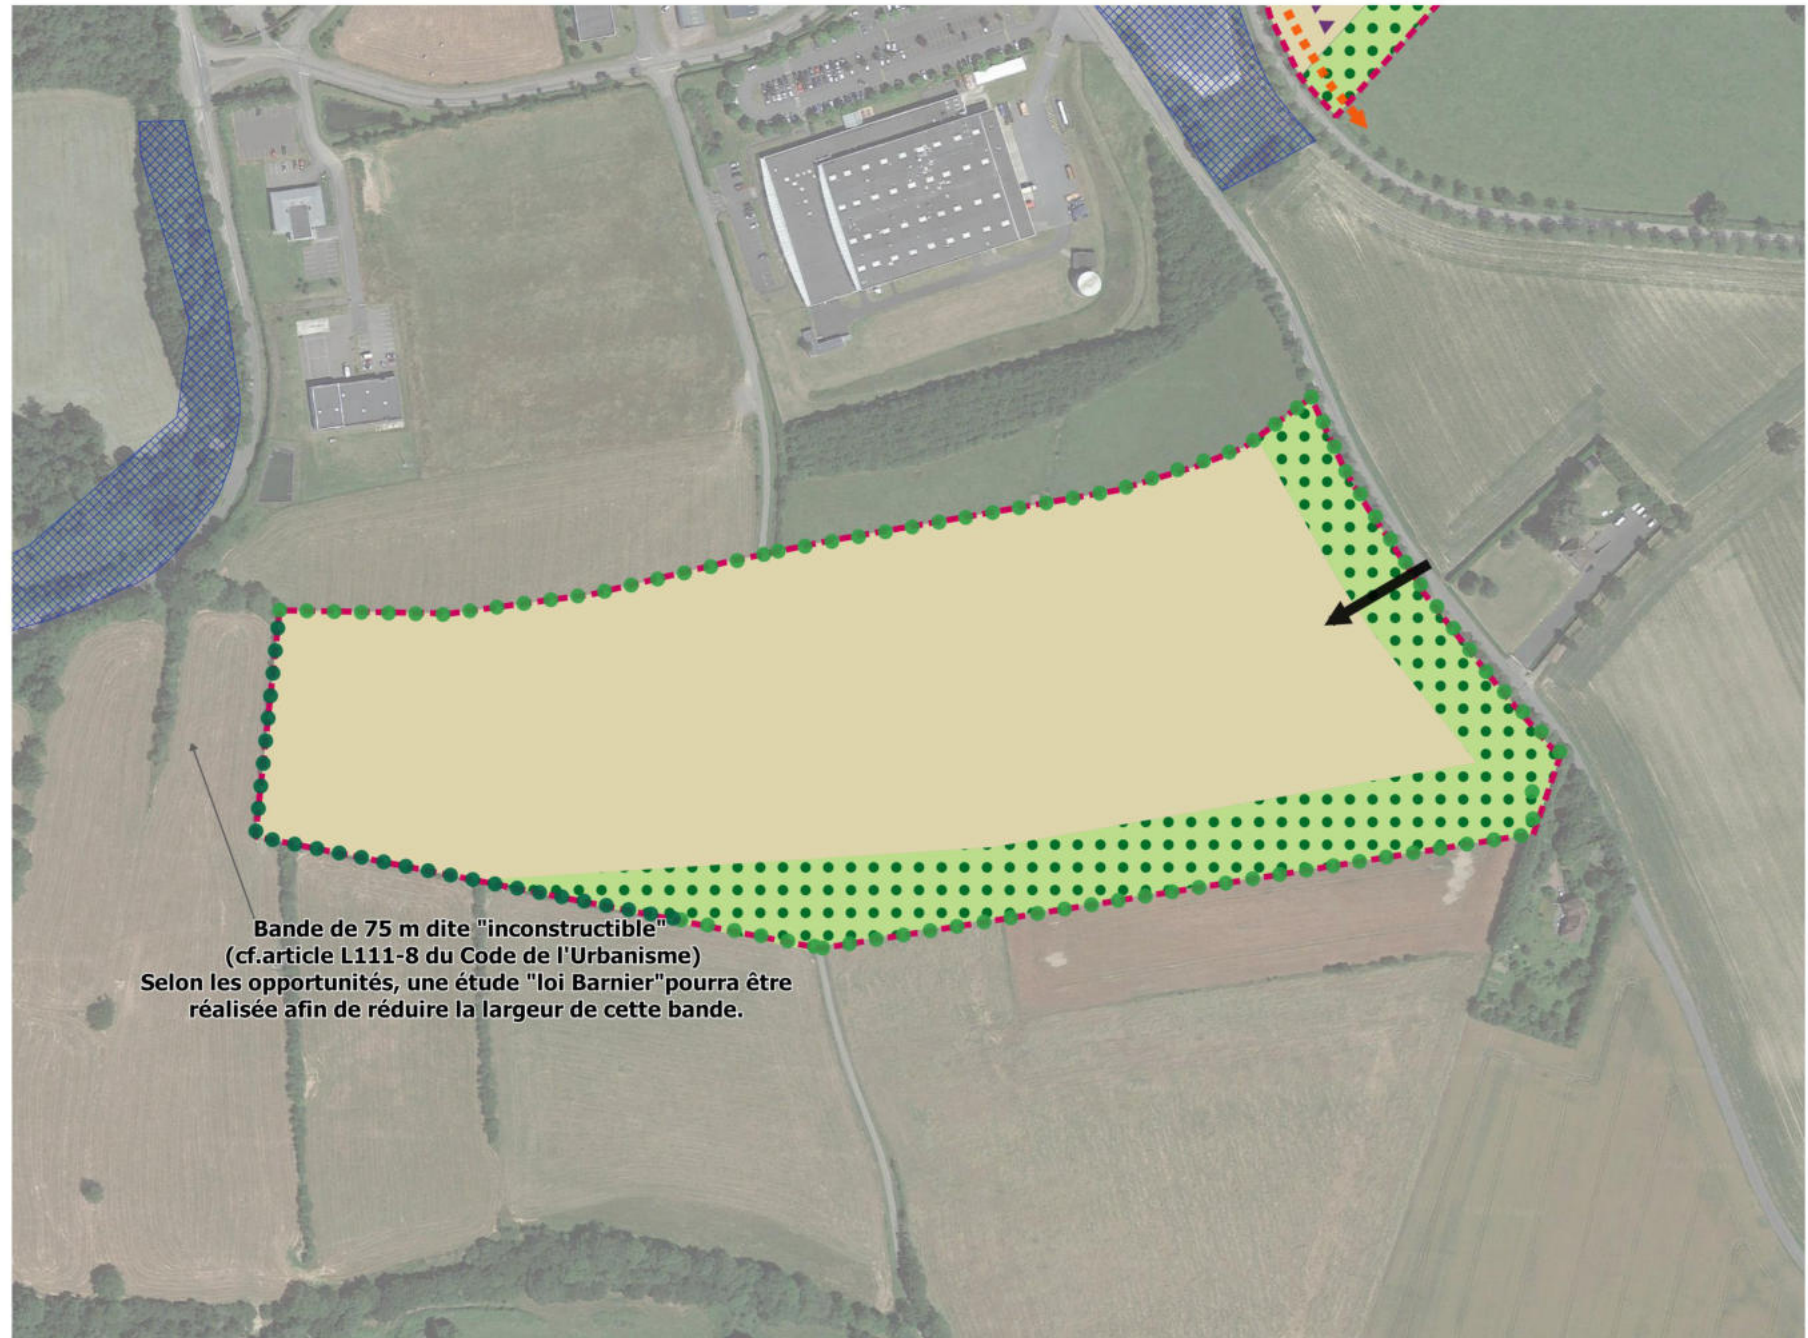 Bande de 75 m dite "inconstructible"
(cf.article L111-8 du Code de l'Urbanisme)
Selon les opportunités, une étude "loi Barnier"pourra être
réalisée afin de réduire la largeur de cette bande.